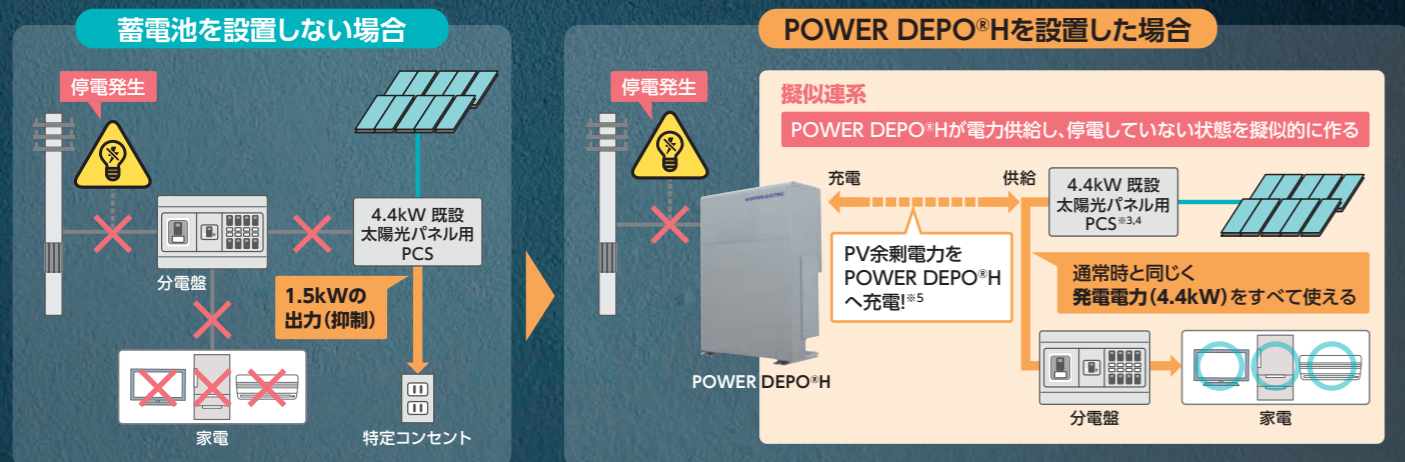 蓄電池を設置しない場合
停電発生
分電盤
4.4kW 既設
太陽光パネル用
PCS
1.5kWの
出力(抑制)
家電
特定コンセント
POWER DEPO®Hを設置した場合
停電発生
擬似連系
POWER DEPO®Hが電力供給し、停電していない状態を擬似的に作る
充電
供給
4.4kW 既設
太陽光パネル用
PCS※3,4
PV余剰電力を
POWER DEPO®H
へ充電!※5
通常時と同じく
発電電力(4.4kW)をすべて使える
POWER DEPO®H
分電盤
家電